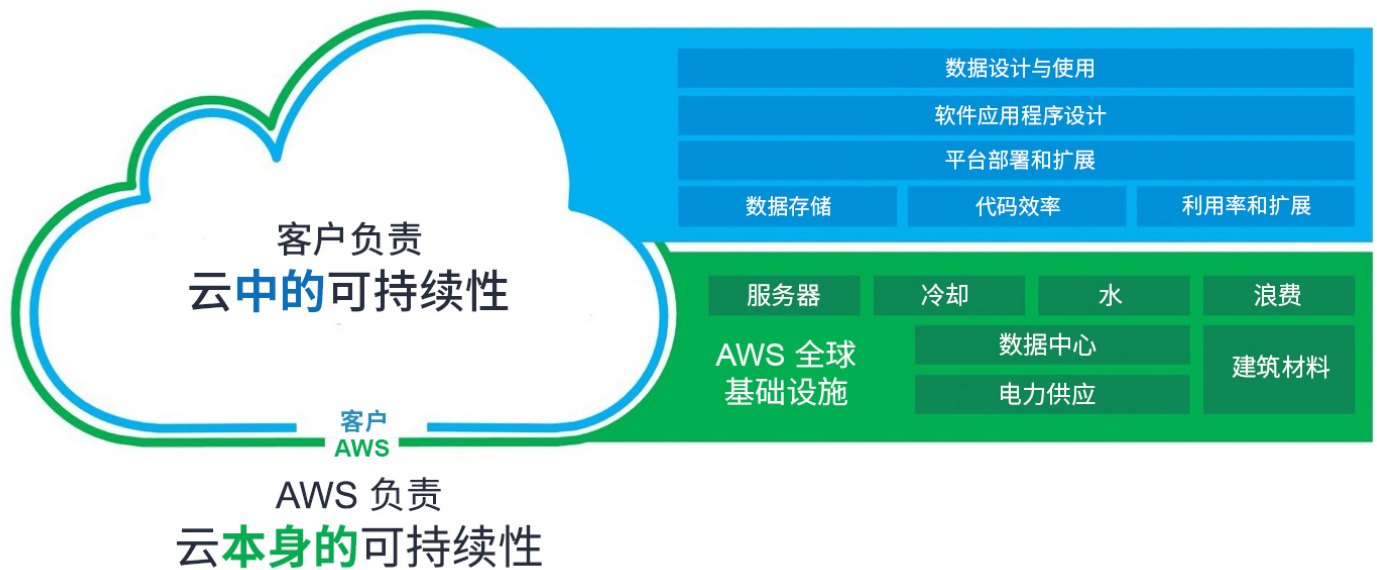 数据设计与使用
软件应用程序设计
平台部署和扩展
数据存储
代码效率
利用率和扩展
客户负责
云中的可持续性
服务器
冷却
水
浪费
AWS 全球
基础设施
数据中心
电力供应
建筑材料
客户
AWS
AWS 负责
云本身的可持续性